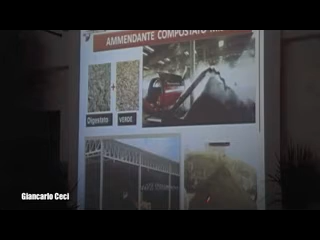 AMMENDANTE COMPOSTATO
+
Digestato VERDE
Giancarlo Ceci